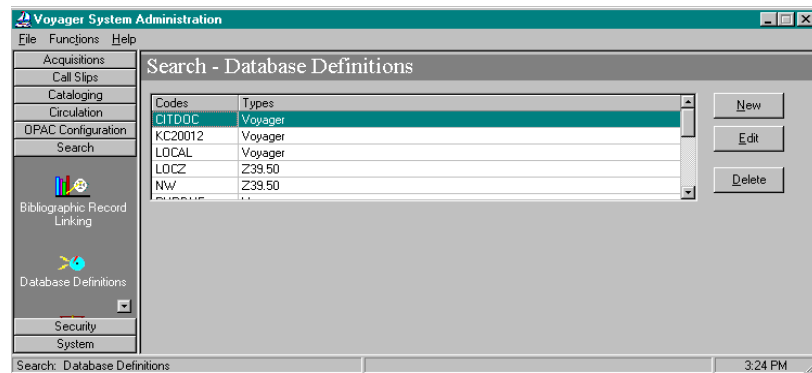 Voyager System Administration
File Functions Help
Acquisitions
Call Slips
Cataloging
Circulation
OPAC Configuration
Search
Bibliographic Record
Linking
Database Definitions
Security
System
Search - Database Definitions
Codes Types
CITDOC Voyager
KC20012 Voyager
LOCAL Voyager
LOCZ Z39.50
NW Z39.50
New
Edit
Delete
Search: Database Definitions
3:24 PM